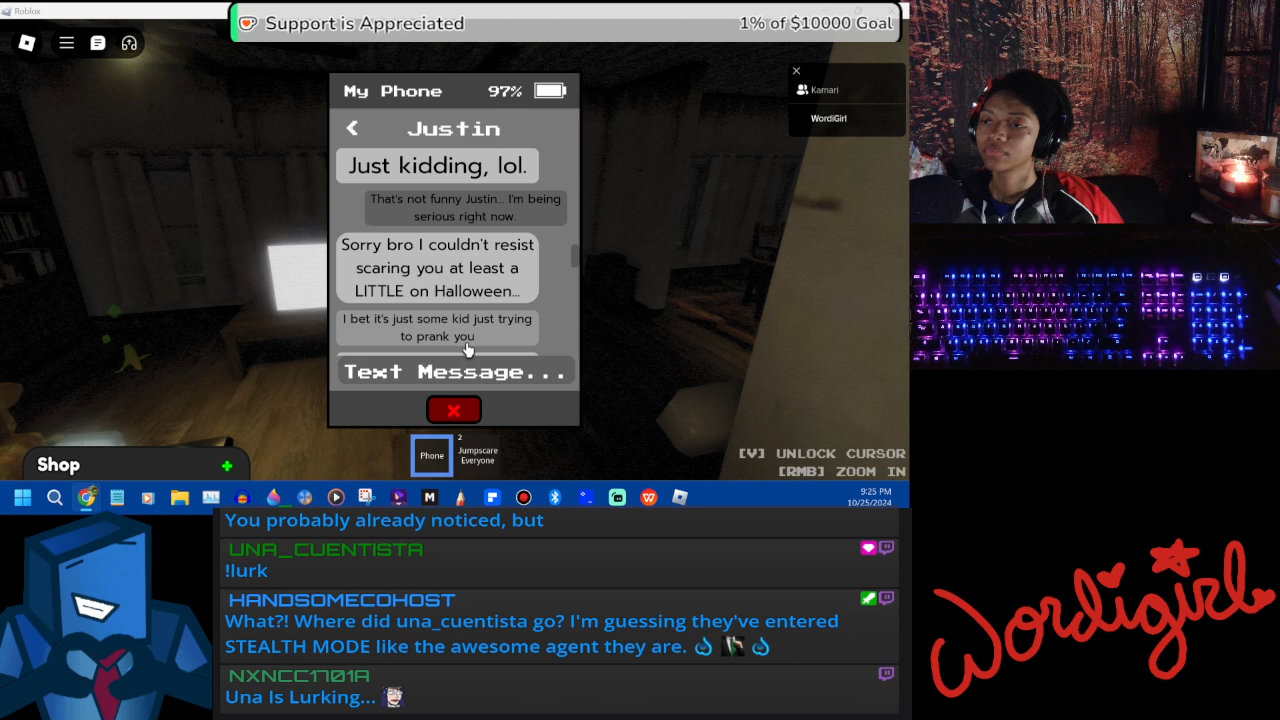 Roblox
Support is Appreciated
1% of $10000 Goal
My Phone 97%
Justin
Just kidding, lol.
That's not funny Justin... I'm being
serious right now.
Sorry bro I couldn't resist
scaring you at least a
LITTLE on Halloween...
I bet it's just some kid just trying
to prank you
Text Message...
Kamari
WordiGirl
Shop
Phone
2
Jumpscare
Everyone
[V] UNLOCK CURSOR
[RMB] ZOOM IN
9:25 PM
10/25/2024
You probably already noticed, but
UNA_CUENTISTA
!lurk
HANDSOMECOHOST
What?! Where did una_cuentista go? I'm guessing they've entered
STEALTH MODE like the awesome agent they are.
NXNCC1701A
Una Is Lurking...
Wordigirl